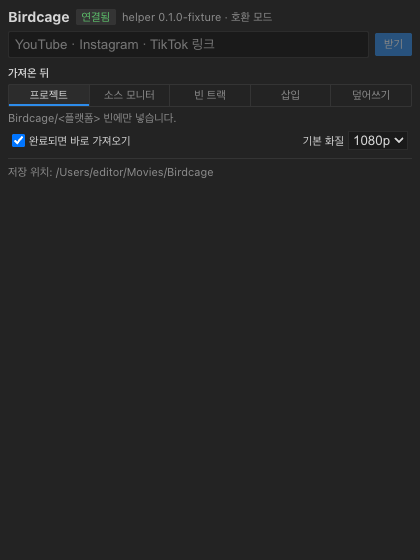 Birdcage 연결됨 helper 0.1.0-fixture · 호환 모드
YouTube · Instagram · TikTok 링크 받기
가져온 뒤
프로젝트 소스 모니터 빈 트랙 삽입 덮어쓰기
Birdcage/<플랫폼> 빈에만 넣습니다.
완료되면 바로 가져오기 기본 화질 1080p
저장 위치: /Users/editor/Movies/Birdcage